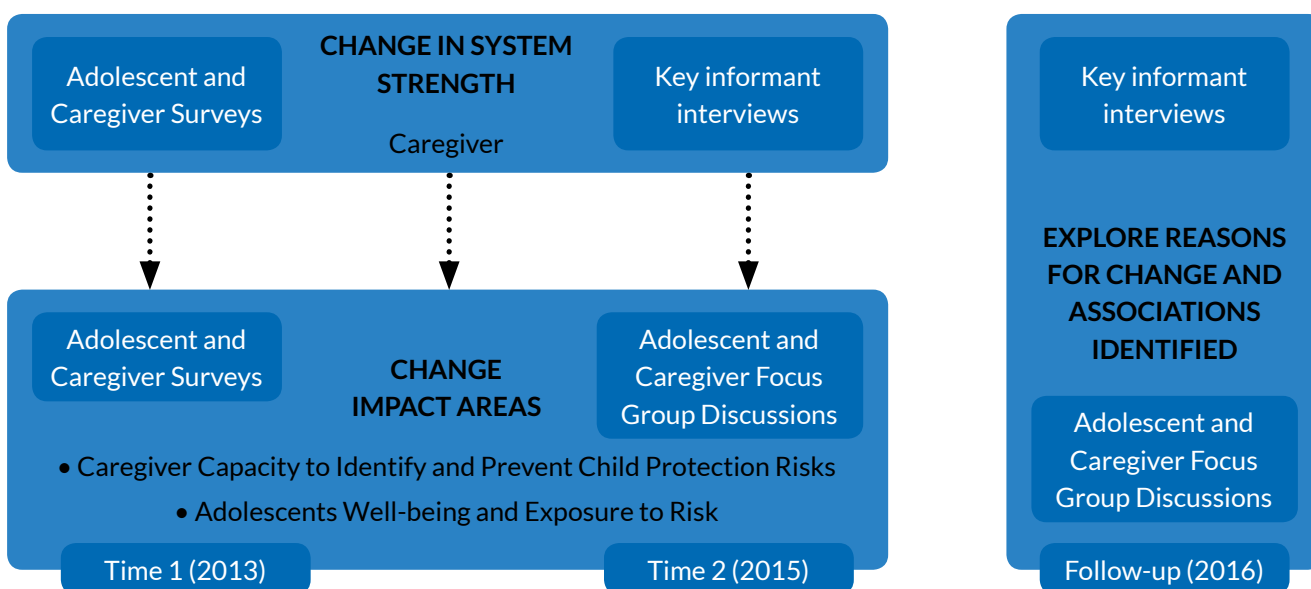 Adolescent and
Caregiver Surveys
CHANGE IN SYSTEM
STRENGTH
Caregiver
Key informant
interviews
Adolescent and
Caregiver Surveys
CHANGE
IMPACT AREAS
Adolescent and
Caregiver Focus
Group Discussions
• Caregiver Capacity to Identify and Prevent Child Protection Risks
• Adolescents Well-being and Exposure to Risk
Time 1 (2013)
Time 2 (2015)
Key informant
interviews
EXPLORE REASONS
FOR CHANGE AND
ASSOCIATIONS
IDENTIFIED
Adolescent and
Caregiver Focus
Group Discussions
Follow-up (2016)